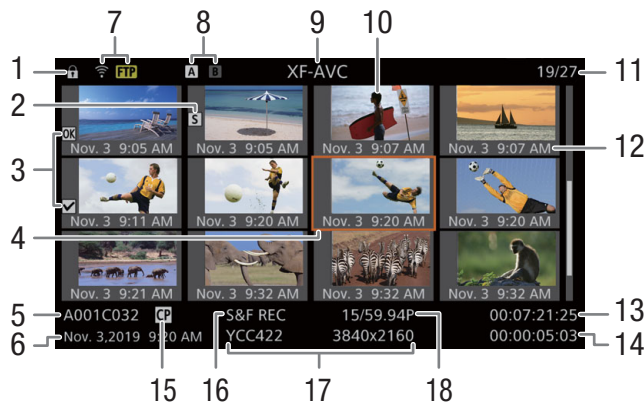 7 8 9 10
1 FTP A B XF-AVC 19/27 11
2 S
OK Nov. 3 9:05 AM Nov. 3 9:05 AM Nov. 3 9:07 AM Nov. 3 9:07 AM 12
3
Nov. 3 9:11 AM Nov. 3 9:20 AM Nov. 3 9:20 AM Nov. 3 9:20 AM
4
Nov. 3 9:21 AM Nov. 3 9:32 AM Nov. 3 9:32 AM Nov. 3 9:32 AM
5 A001C032 CP S&F REC 15/59.94P 00:07:21:25 13
6 Nov. 3,2019 9:20 AM YCC422 3840x2160 00:00:05:03 14
15 16 17 18